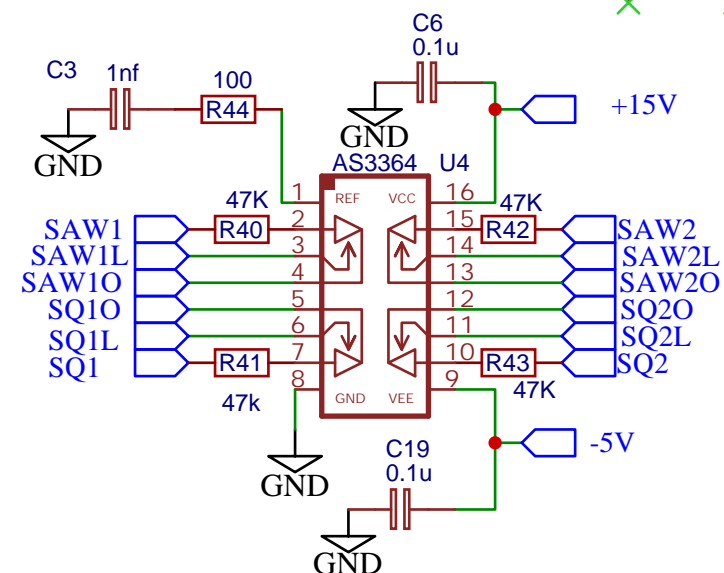 C6
0.1u
C3
1nf
100
R44
+15V
GND
GND
AS3364
U4
1
REF
VCC
16
47K
47K
SAW1
R40
2
15
R42
SAW2
SAW1L
3
14
SAW2L
SAW1O
4
13
SAW2O
SQ1O
5
12
SQ2O
SQ1L
6
11
SQ2L
SQ1
R41
7
10
R43
SQ2
47k
8
GND
VEE
9
47K
C19
0.1u
-5V
GND
GND